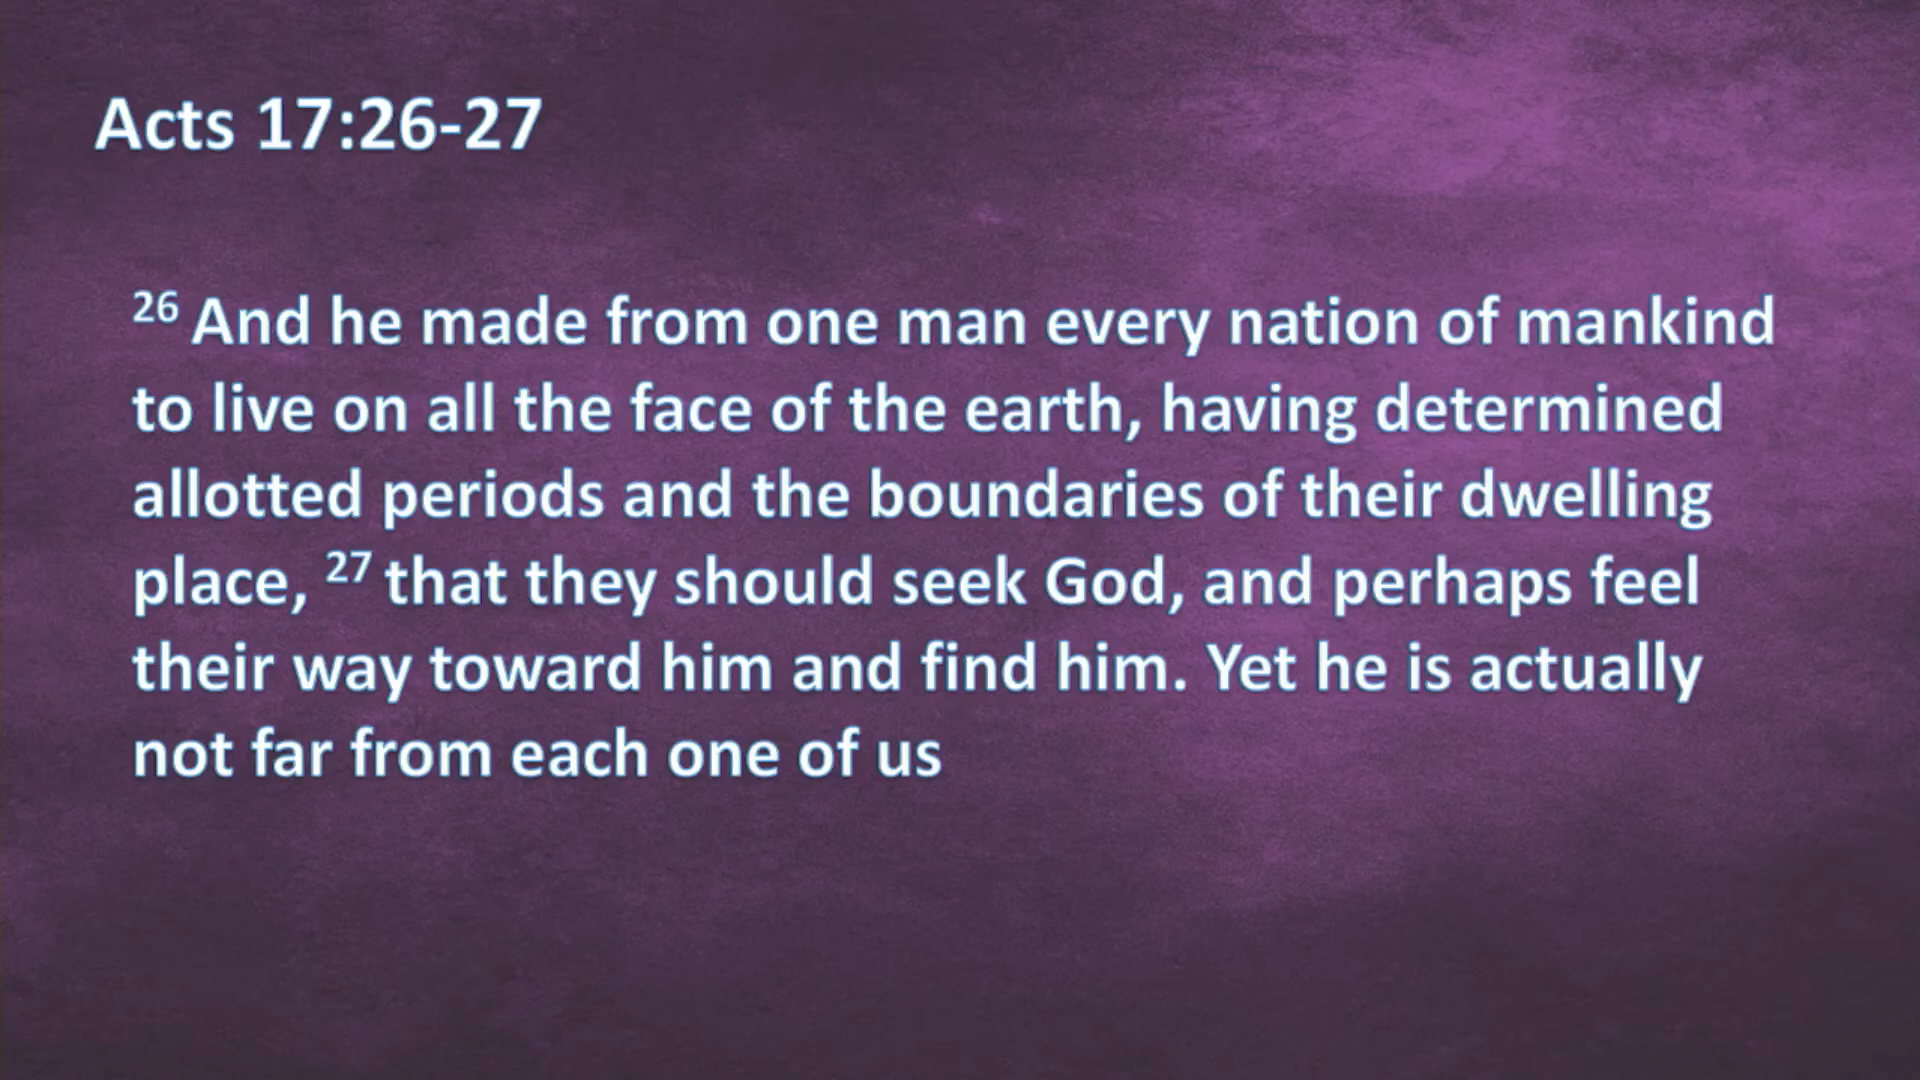 Acts 17:26-27
26 And he made from one man every nation of mankind
to live on all the face of the earth, having determined
allotted periods and the boundaries of their dwelling
place, 27 that they should seek God, and perhaps feel
their way toward him and find him. Yet he is actually
not far from each one of us